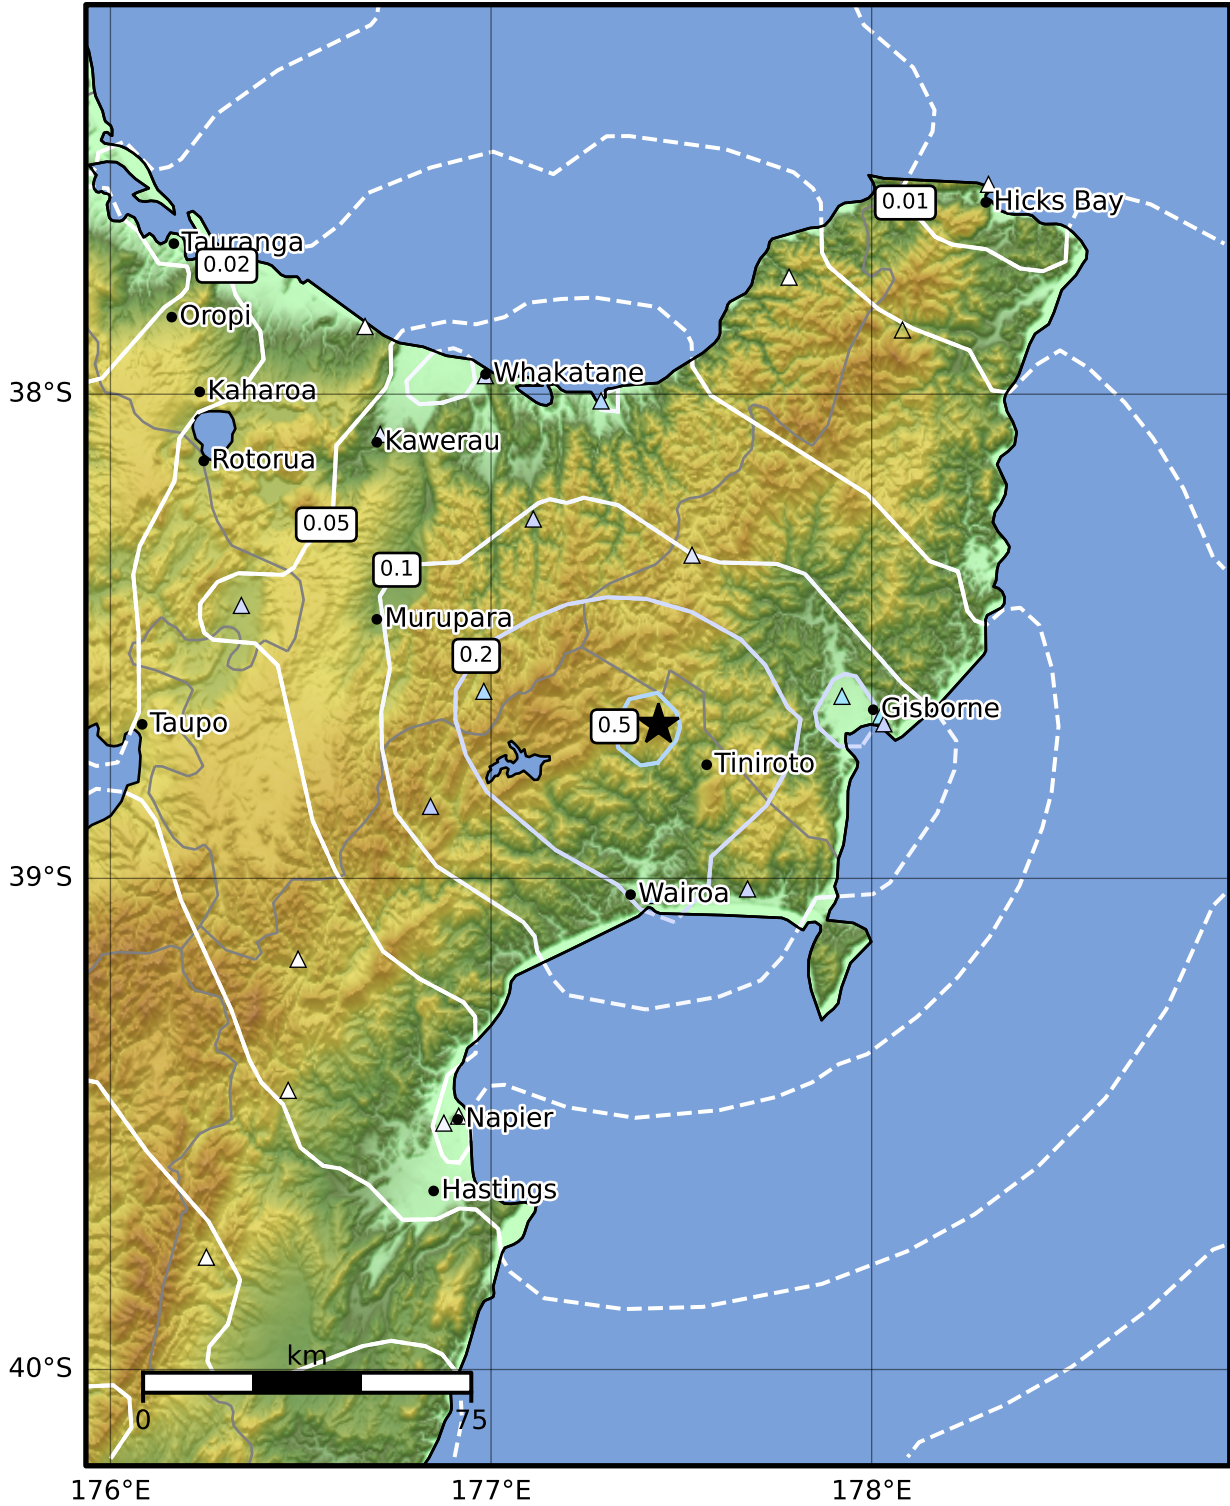 Hicks Bay
0.01
Tauranga
0.02
Oropi
Whakatane
Kaharoa
38°S
Kawerau
Rotorua
0.05
0.1
Murupara
0.2
Gisborne
Taupo
0.5
Tiniroto
39°S
Wairoa
Napier
Hastings
km
40°S
0
75
176°E
177°E
178°E